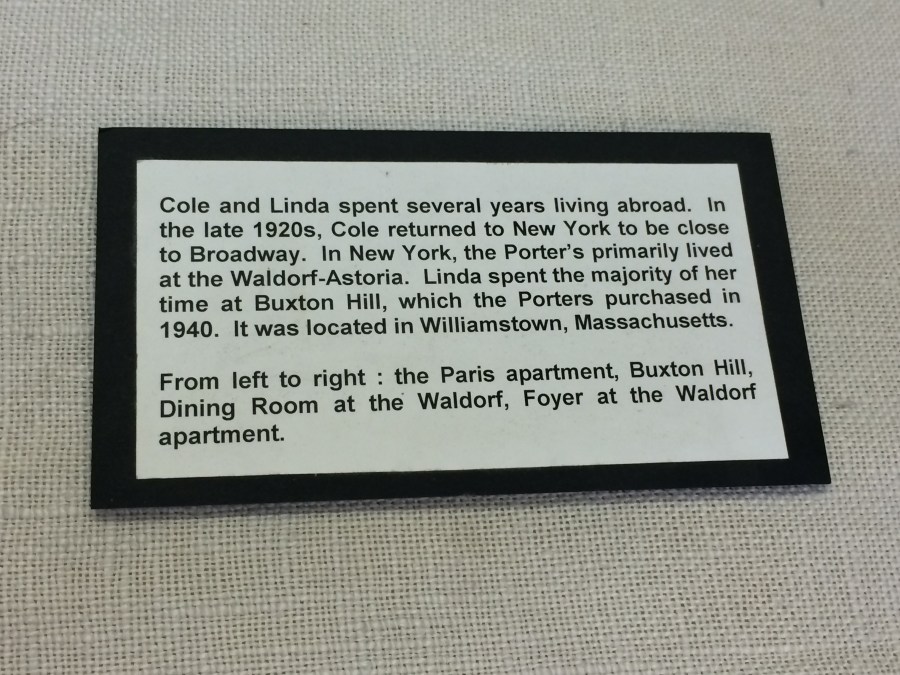 Cole and Linda spent several years living abroad. In
the late 1920s, Cole returned to New York to be close
to Broadway. In New York, the Porter's primarily lived
at the Waldorf-Astoria. Linda spent the majority of her
time at Buxton Hill, which the Porters purchased in
1940. It was located in Williamstown, Massachusetts.
From left to right : the Paris apartment, Buxton Hill,
Dining Room at the Waldorf, Foyer at the Waldorf
apartment.